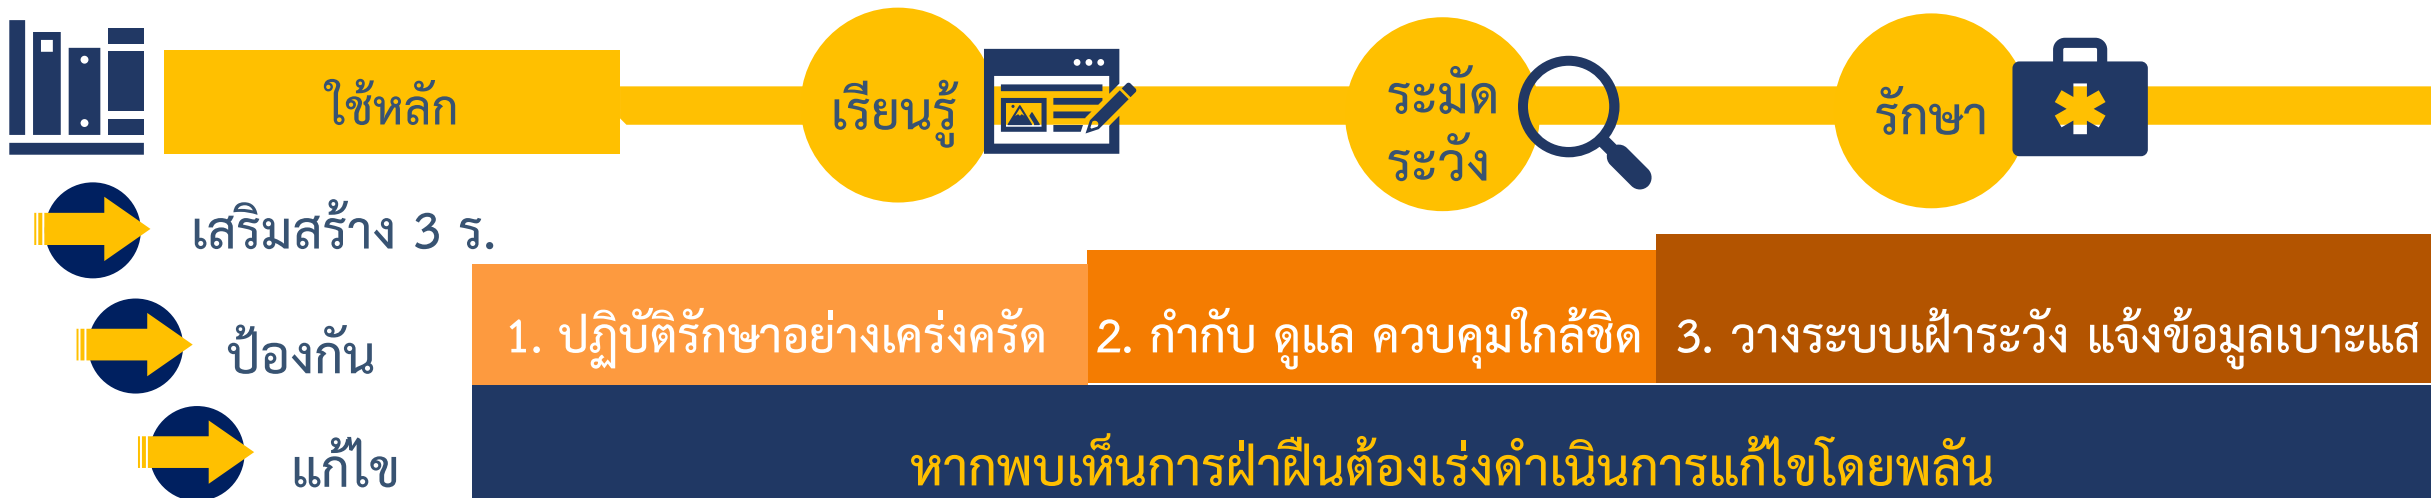 ใช้หลัก
เรียนรู้
ระมัด
ระวัง
รักษา
เสริมสร้าง 3 ร.
ป้องกัน
1. ปฏิบัติรักษาอย่างเคร่งครัด
2. กำกับ ดูแล ควบคุมใกล้ชิด
3. วางระบบเฝ้าระวัง แจ้งข้อมูลเบาะแส
แก้ไข
หากพบเห็นการฝ่าฝืนต้องเร่งดำเนินการแก้ไขโดยพลัน